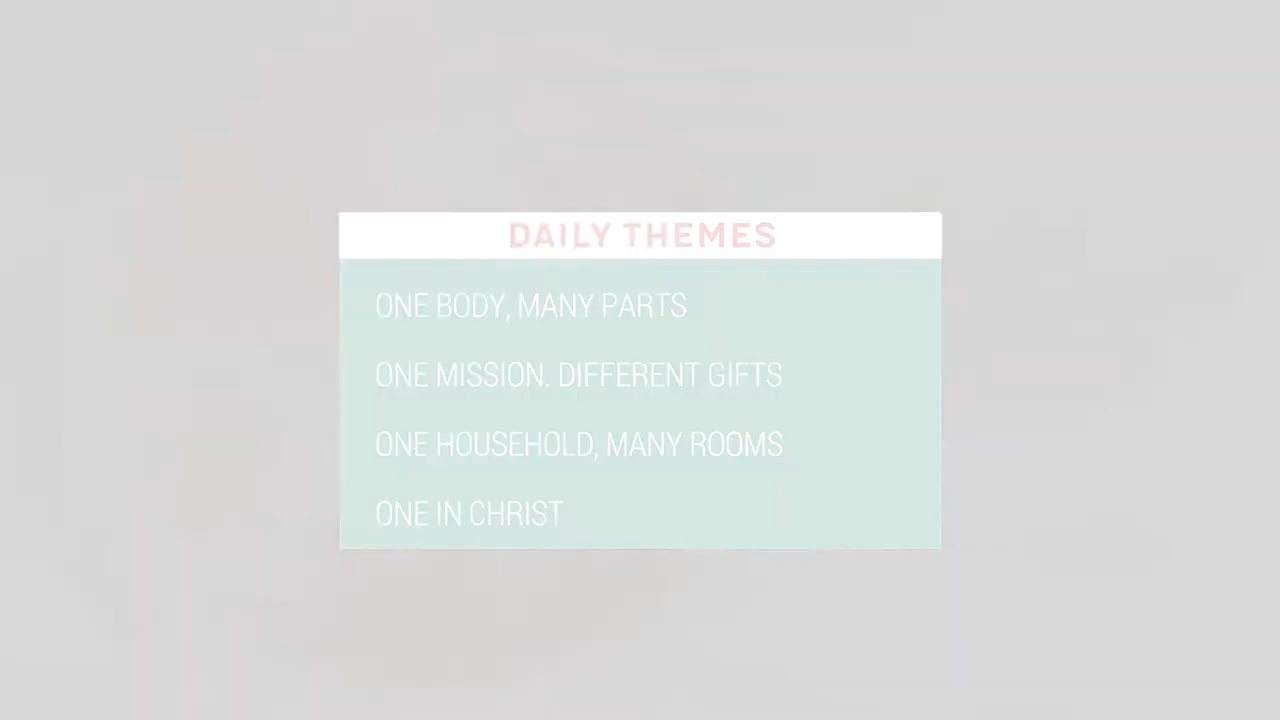 DAILY THEMES
ONE BODY, MANY PARTS
ONE MISSION. DIFFERENT GIFTS
ONE HOUSEHOLD, MANY ROOMS
ONE IN CHRIST